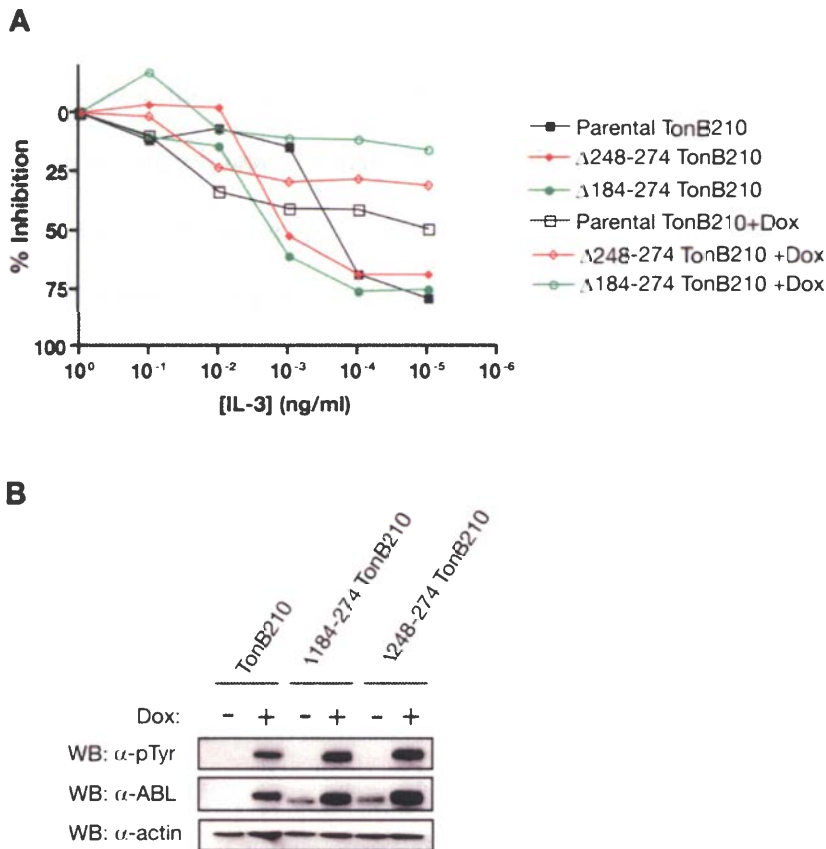 A
0
25
50
75
100
% Inhibition
10⁰ 10⁻¹ 10⁻² 10⁻³ 10⁻⁴ 10⁻⁵ 10⁻⁶
[IL-3] (ng/ml)
Parental TonB210
Δ248-274 TonB210
Δ184-274 TonB210
Parental TonB210+Dox
Δ248-274 TonB210 +Dox
Δ184-274 TonB210 +Dox
B
TonB210
Δ184-274 TonB210
Δ248-274 TonB210
Dox: - + - + - +
WB: α-pTyr
WB: α-ABL
WB: α-actin